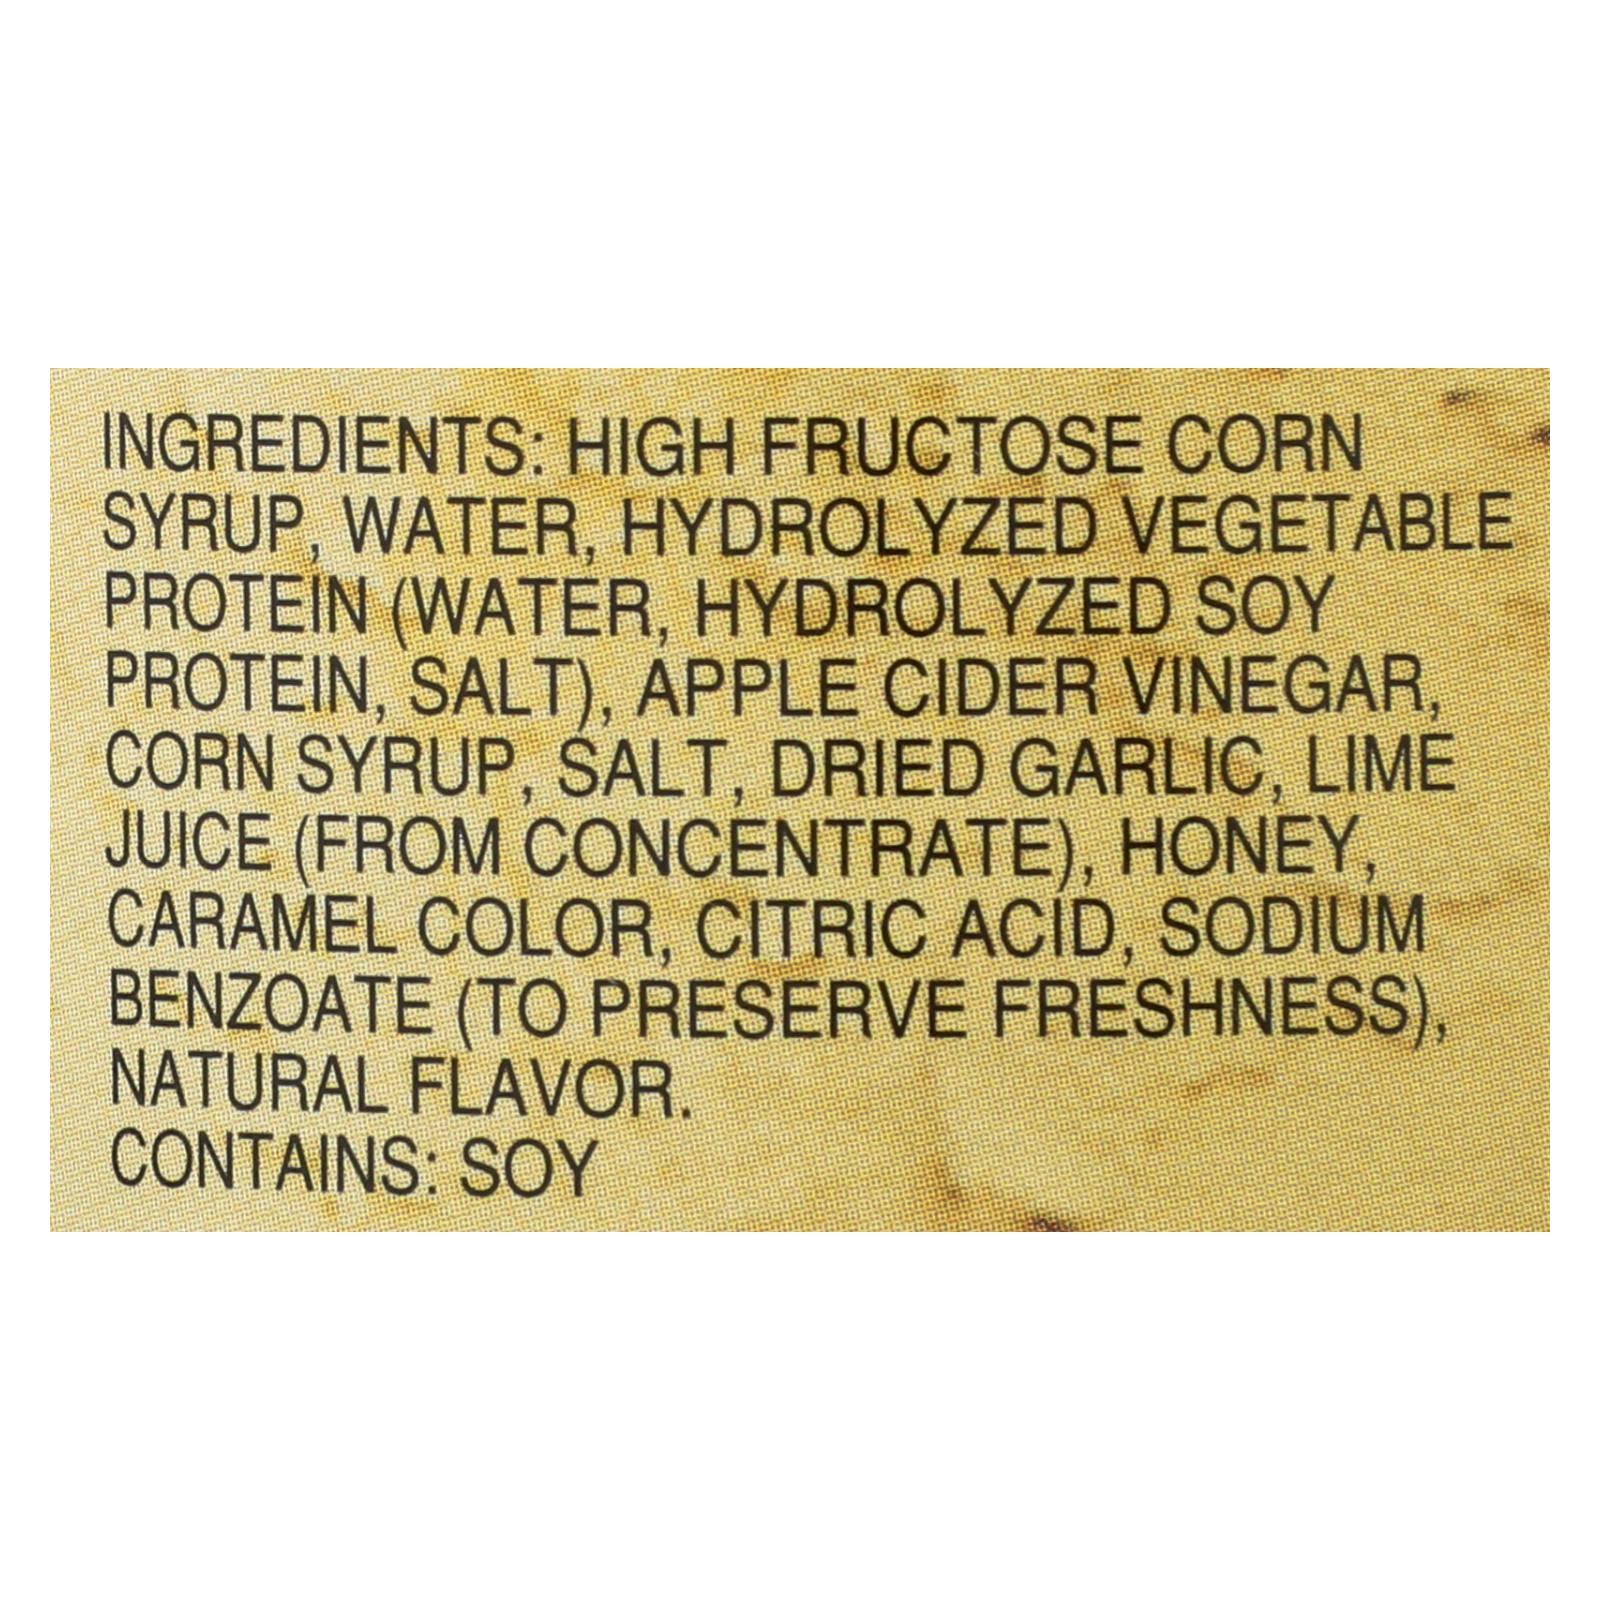 INGREDIENTS: HIGH FRUCTOSE CORN
SYRUP, WATER, HYDROLYZED VEGETABLE
PROTEIN (WATER, HYDROLYZED SOY
PROTEIN, SALT), APPLE CIDER VINEGAR,
CORN SYRUP, SALT, DRIED GARLIC, LIME
JUICE (FROM CONCENTRATE), HONEY,
CARAMEL COLOR, CITRIC ACID, SODIUM
BENZOATE (TO PRESERVE FRESHNESS),
NATURAL FLAVOR.
CONTAINS: SOY